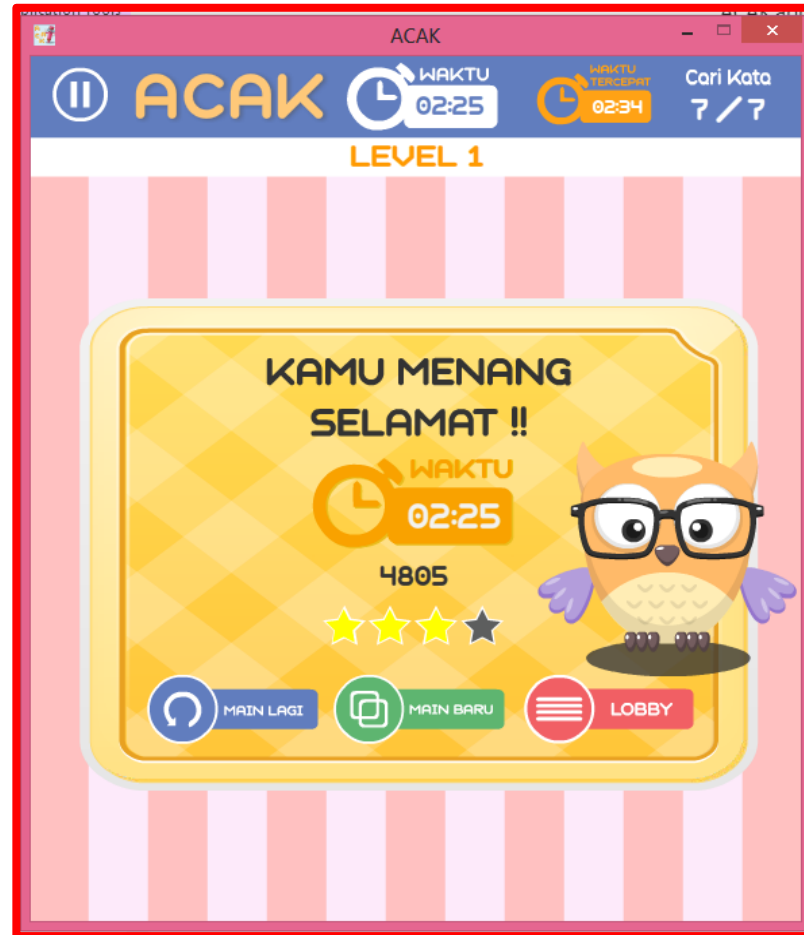 ACAK
ACAK
WAKTU
02:25
WAKTU
TERCEPAT
02:34
Cari Kata
7/7
LEVEL 1
KAMU MENANG
SELAMAT !!
WAKTU
02:25
4805
MAIN LAGI
MAIN BARU
LOBBY